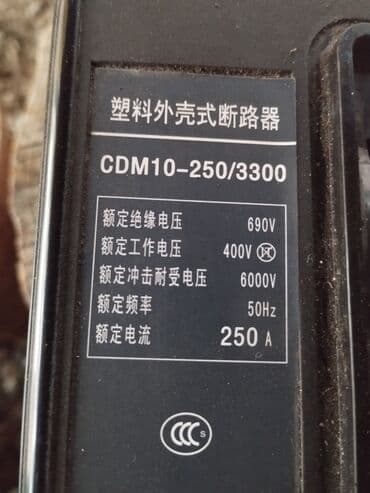 塑料外壳式断路器
CDM10-250/3300
额定绝缘电压 690V
额定工作电压 400V
额定冲击耐受电压 6000V
额定频率 50Hz
额定电流 250 A
CCC S